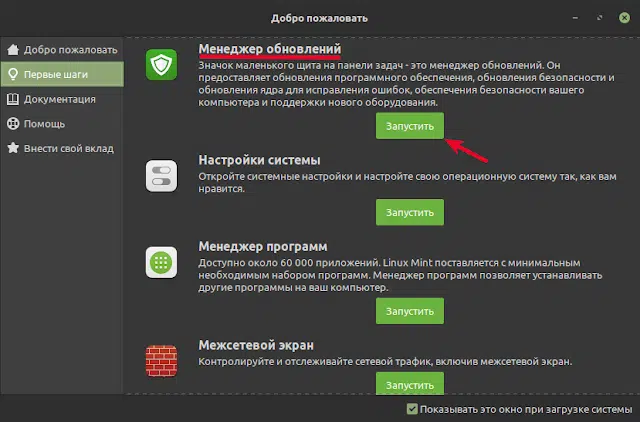 Добро пожаловать
Добро пожаловать
Первые шаги
Документация
Помощь
Внести свой вклад
Менеджер обновлений
Значок маленького щита на панели задач - это менеджер обновлений. Он
предоставляет обновления программного обеспечения, обновления безопасности и
обновления ядра для исправления ошибок, обеспечения безопасности вашего
компьютера и поддержки нового оборудования.
Запустить
Настройки системы
Откройте системные настройки и настройте свою операционную систему так, как вам
нравится.
Запустить
Менеджер программ
Доступно около 60 000 приложений. Linux Mint поставляется с минимальным
необходимым набором программ. Менеджер программ позволяет устанавливать
другие программы на ваш компьютер.
Запустить
Межсетевой экран
Контролируйте и отслеживайте сетевой трафик, включив межсетевой экран.
Запустить
Показывать это окно при загрузке системы